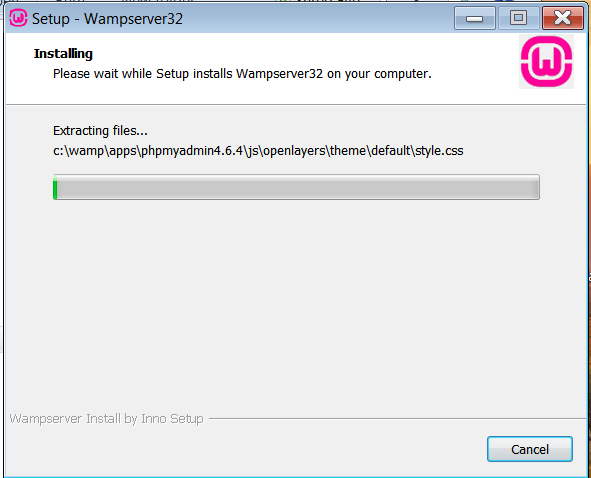 Setup - Wampserver32
Installing
Please wait while Setup installs Wampserver32 on your computer.
Extracting files...
c:\wamp\apps\phpmyadmin4.6.4\js\openlayers\theme\default\style.css
Wampserver Install by Inno Setup
Cancel